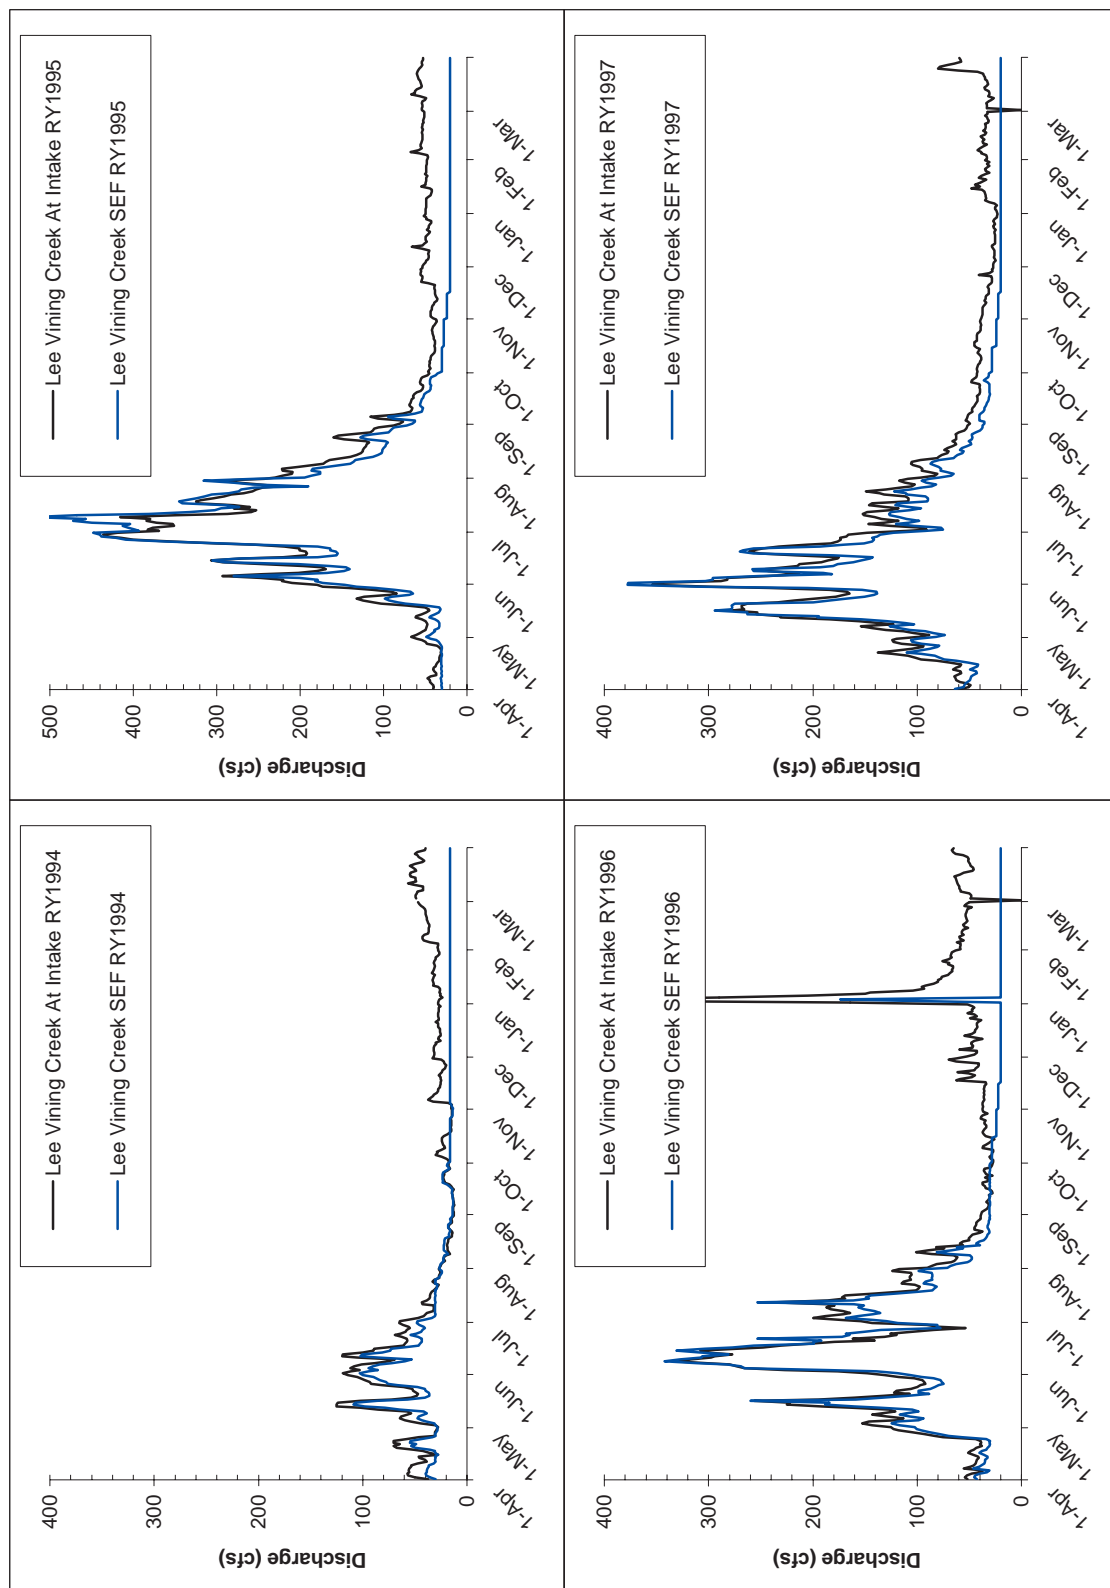 Lee Vining Creek At Intake RY1994
Lee Vining Creek SEF RY1994
Discharge (cfs)
400
300
200
100
0
1-Apr
1-May
1-Jun
1-Jul
1-Aug
1-Sep
1-Oct
1-Nov
1-Dec
1-Jan
1-Feb
1-Mar
Lee Vining Creek At Intake RY1995
Lee Vining Creek SEF RY1995
Discharge (cfs)
500
400
300
200
100
0
1-Apr
1-May
1-Jun
1-Jul
1-Aug
1-Sep
1-Oct
1-Nov
1-Dec
1-Jan
1-Feb
1-Mar
Lee Vining Creek At Intake RY1996
Lee Vining Creek SEF RY1996
Discharge (cfs)
400
300
200
100
0
1-Apr
1-May
1-Jun
1-Jul
1-Aug
1-Sep
1-Oct
1-Nov
1-Dec
1-Jan
1-Feb
1-Mar
Lee Vining Creek At Intake RY1997
Lee Vining Creek SEF RY1997
Discharge (cfs)
400
300
200
100
0
1-Apr
1-May
1-Jun
1-Jul
1-Aug
1-Sep
1-Oct
1-Nov
1-Dec
1-Jan
1-Feb
1-Mar